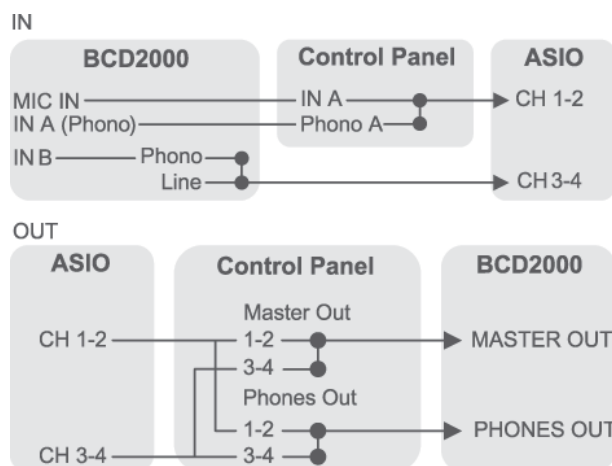 IN
BCD2000 Control Panel ASIO
MIC IN IN A CH 1-2
IN A (Phono) Phono A
IN B Phono
Line CH 3-4
OUT
ASIO Control Panel BCD2000
Master Out
CH 1-2 1-2 MASTER OUT
3-4
Phones Out
1-2 PHONES OUT
CH 3-4 3-4